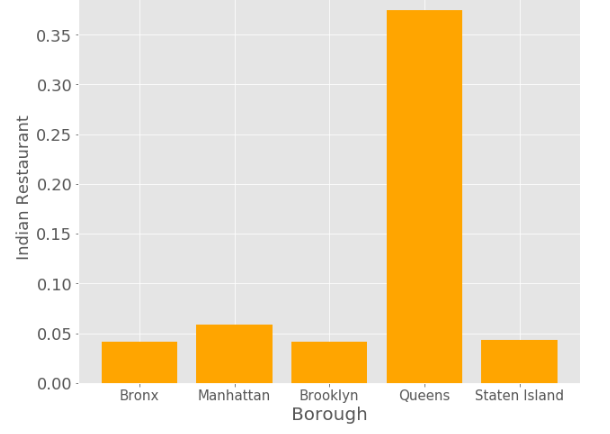 0.35
0.30
0.25
0.20
0.15
0.10
0.05
0.00
Indian Restaurant
Bronx Manhattan Brooklyn Queens Staten Island
Borough